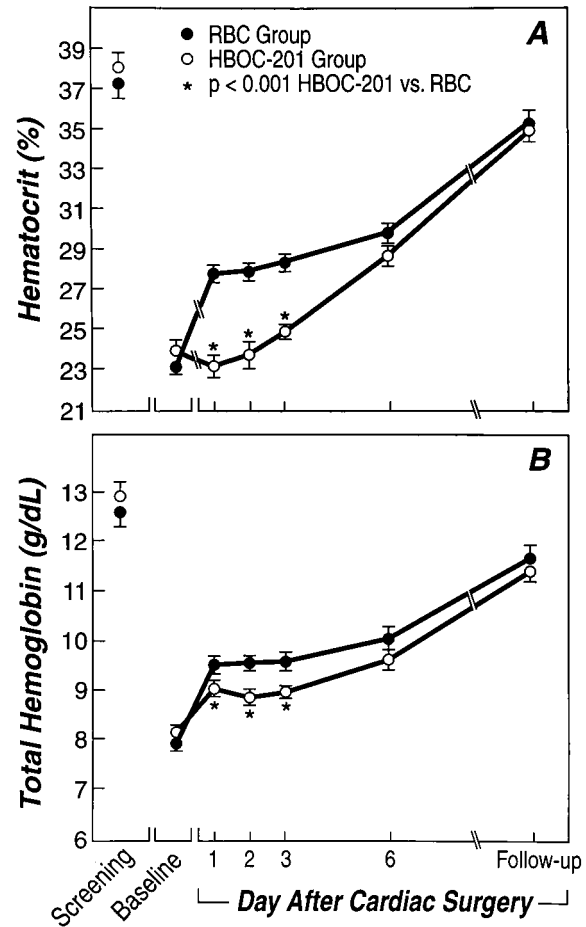 A
● RBC Group
○ HBOC-201 Group
* p < 0.001 HBOC-201 vs. RBC
Hematocrit (%)
39
37
35
33
31
29
27
25
23
21
* * *
B
Total Hemoglobin (g/dL)
13
12
11
10
9
8
7
6
* * *
Screening
Baseline
1 2 3 6 Follow-up
Day After Cardiac Surgery